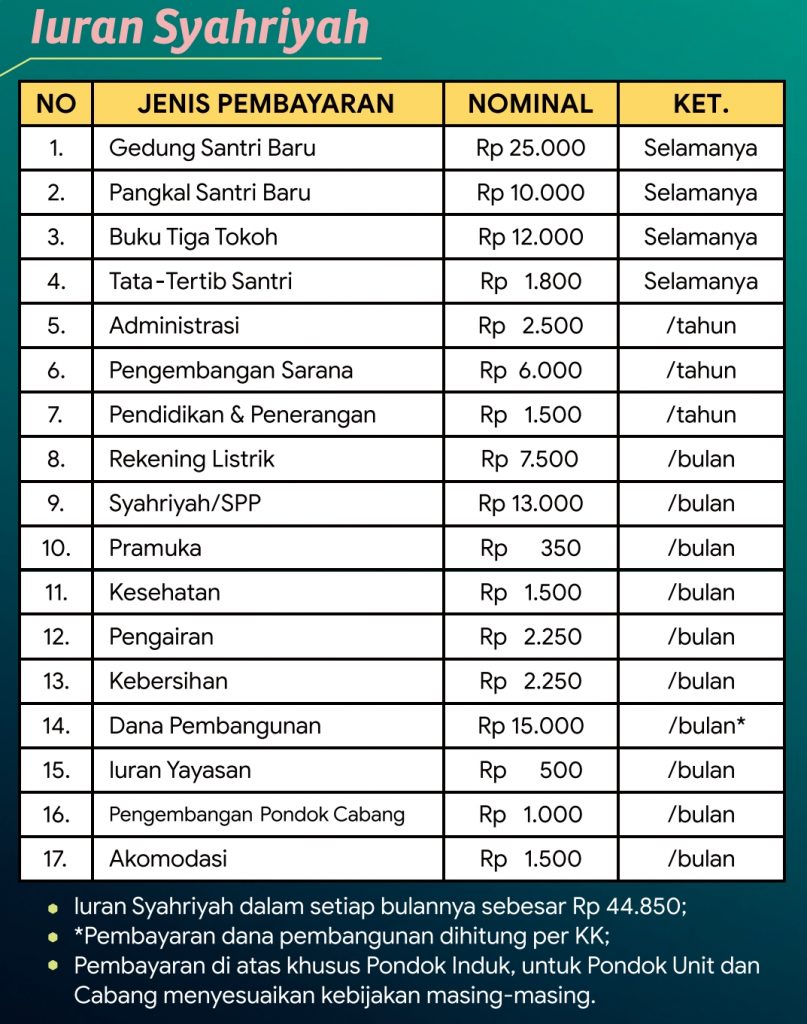 Iuran Syahriyah
NO JENIS PEMBAYARAN NOMINAL KET.
1. Gedung Santri Baru Rp 25.000 Selamanya
2. Pangkal Santri Baru Rp 10.000 Selamanya
3. Buku Tiga Tokoh Rp 12.000 Selamanya
4. Tata-Tertib Santri Rp 1.800 Selamanya
5. Administrasi Rp 2.500 /tahun
6. Pengembangan Sarana Rp 6.000 /tahun
7. Pendidikan & Penerangan Rp 1.500 /tahun
8. Rekening Listrik Rp 7.500 /bulan
9. Syahriyah/SPP Rp 13.000 /bulan
10. Pramuka Rp 350 /bulan
11. Kesehatan Rp 1.500 /bulan
12. Pengairan Rp 2.250 /bulan
13. Kebersihan Rp 2.250 /bulan
14. Dana Pembangunan Rp 15.000 /bulan*
15. Iuran Yayasan Rp 500 /bulan
16. Pengembangan Pondok Cabang Rp 1.000 /bulan
17. Akomodasi Rp 1.500 /bulan
Iuran Syahriyah dalam setiap bulannya sebesar Rp 44.850;
*Pembayaran dana pembangunan dihitung per KK;
Pembayaran di atas khusus Pondok Induk, untuk Pondok Unit dan
Cabang menyesuaikan kebijakan masing-masing.